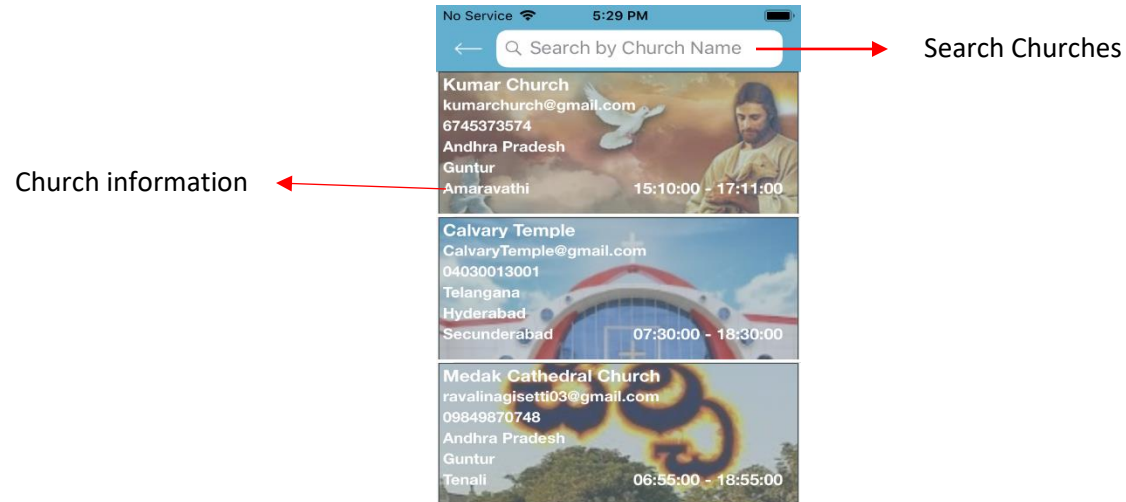 No Service 5:29 PM
Search by Church Name
Search Churches
Kumar Church
kumarchurch@gmail.com
6745373574
Andhra Pradesh
Guntur
Church information
Amaravathi 15:10:00 - 17:11:00
Calvary Temple
CalvaryTemple@gmail.com
04030013001
Telangana
Hyderabad
Secunderabad 07:30:00 - 18:30:00
Medak Cathedral Church
ravalinagisetti03@gmail.com
09849870748
Andhra Pradesh
Guntur
Tenali 06:55:00 - 18:55:00